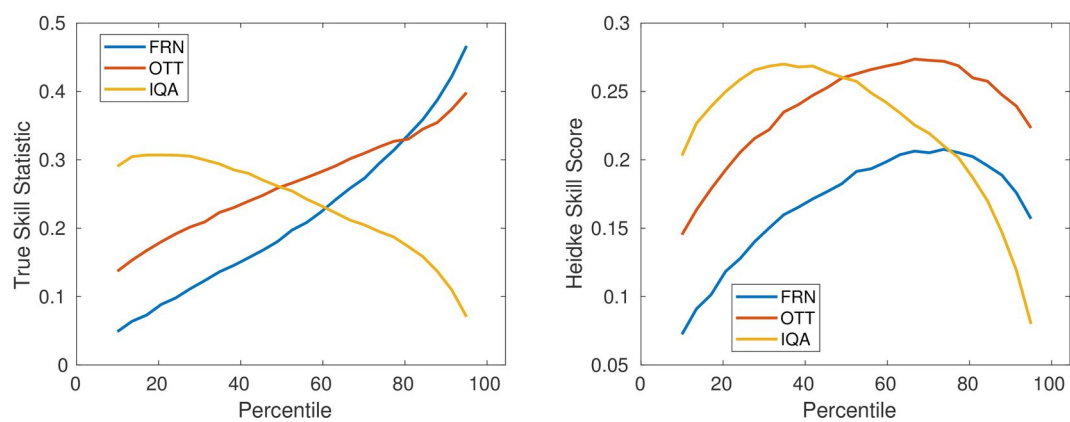 0.5
0.4
0.3
0.2
0.1
0
True Skill Statistic
FRN
OTT
IQA
0 20 40 60 80 100
Percentile
0.3
0.25
0.2
0.15
0.1
0.05
Heidke Skill Score
FRN
OTT
IQA
0 20 40 60 80 100
Percentile